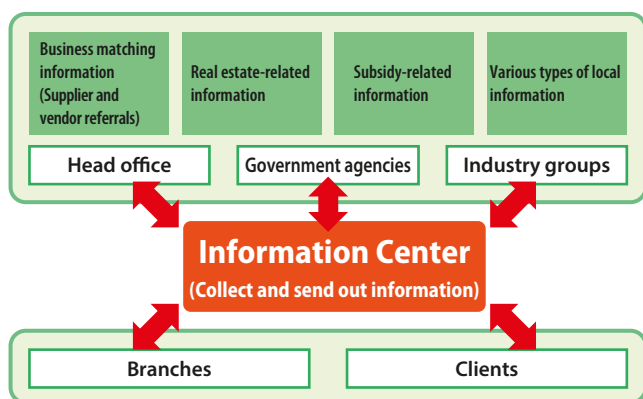 Business matching
information
(Supplier and
vendor referrals)
Real estate-related
information
Subsidy-related
information
Various types of local
information
Head office
Government agencies
Industry groups
Information Center
(Collect and send out information)
Branches
Clients